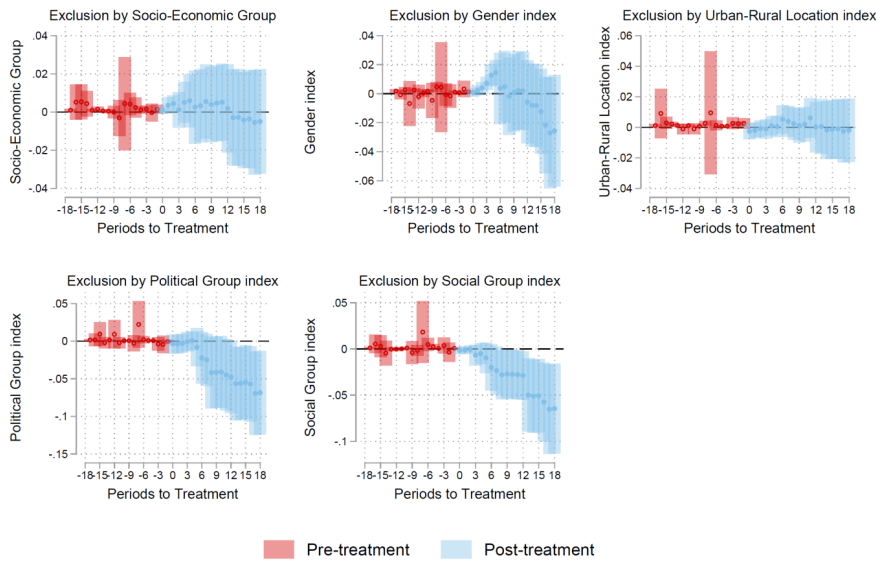 Exclusion by Socio-Economic Group
Socio-Economic Group
.04
.02
0
-.02
-.04
-18 -15 -12 -9 -6 -3 0 3 6 9 12 15 18
Periods to Treatment
Exclusion by Gender index
Gender index
.04
.02
0
-.02
-.04
-.06
-18 -15 -12 -9 -6 -3 0 3 6 9 12 15 18
Periods to Treatment
Exclusion by Urban-Rural Location index
Urban-Rural Location index
.06
.04
.02
0
-.02
-.04
-18 -15 -12 -9 -6 -3 0 3 6 9 12 15 18
Periods to Treatment
Exclusion by Political Group index
Political Group index
.05
0
-.05
-.1
-.15
-18 -15 -12 -9 -6 -3 0 3 6 9 12 15 18
Periods to Treatment
Exclusion by Social Group index
Social Group index
.05
0
-.05
-.1
-18 -15 -12 -9 -6 -3 0 3 6 9 12 15 18
Periods to Treatment
Pre-treatment
Post-treatment